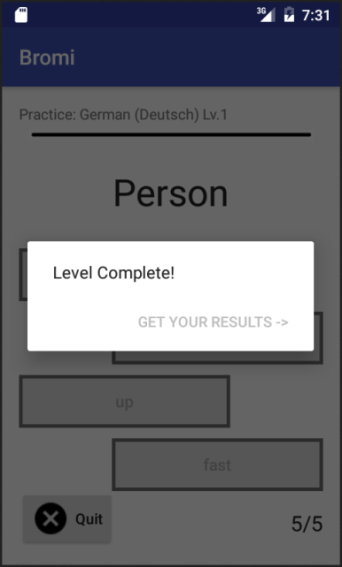 3G 7:31
Bromi
Practice: German (Deutsch) Lv.1
Person
Level Complete!
GET YOUR RESULTS ->
up
fast
Quit
5/5